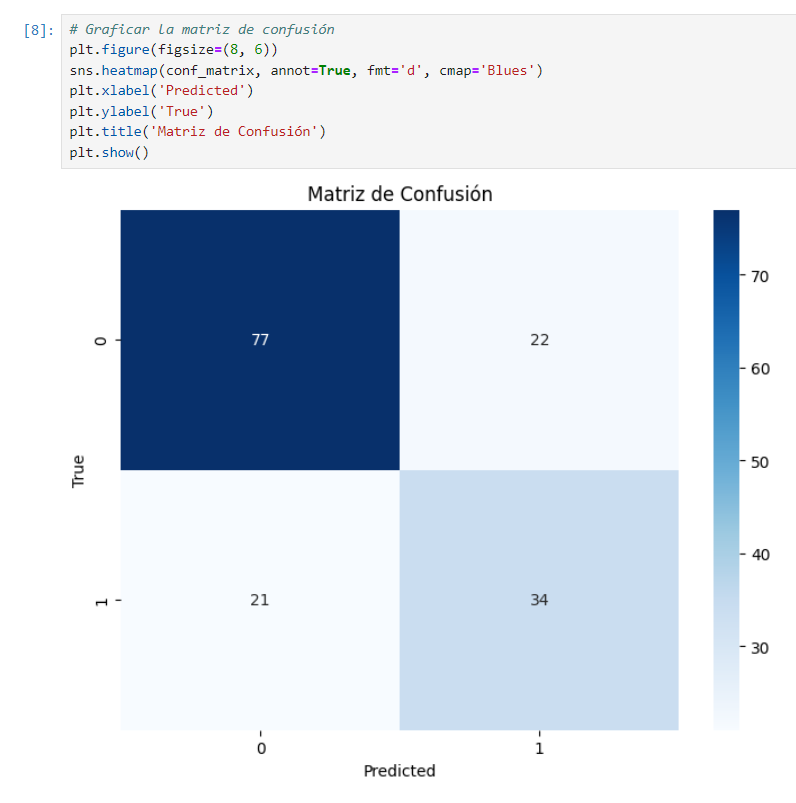 [8]: # Graficar la matriz de confusión
plt.figure(figsize=(8, 6))
sns.heatmap(conf_matrix, annot=True, fmt='d', cmap='Blues')
plt.xlabel('Predicted')
plt.ylabel('True')
plt.title('Matriz de Confusión')
plt.show()
Matriz de Confusión
77 22
21 34
True
0
1
0 1
Predicted
70
60
50
40
30